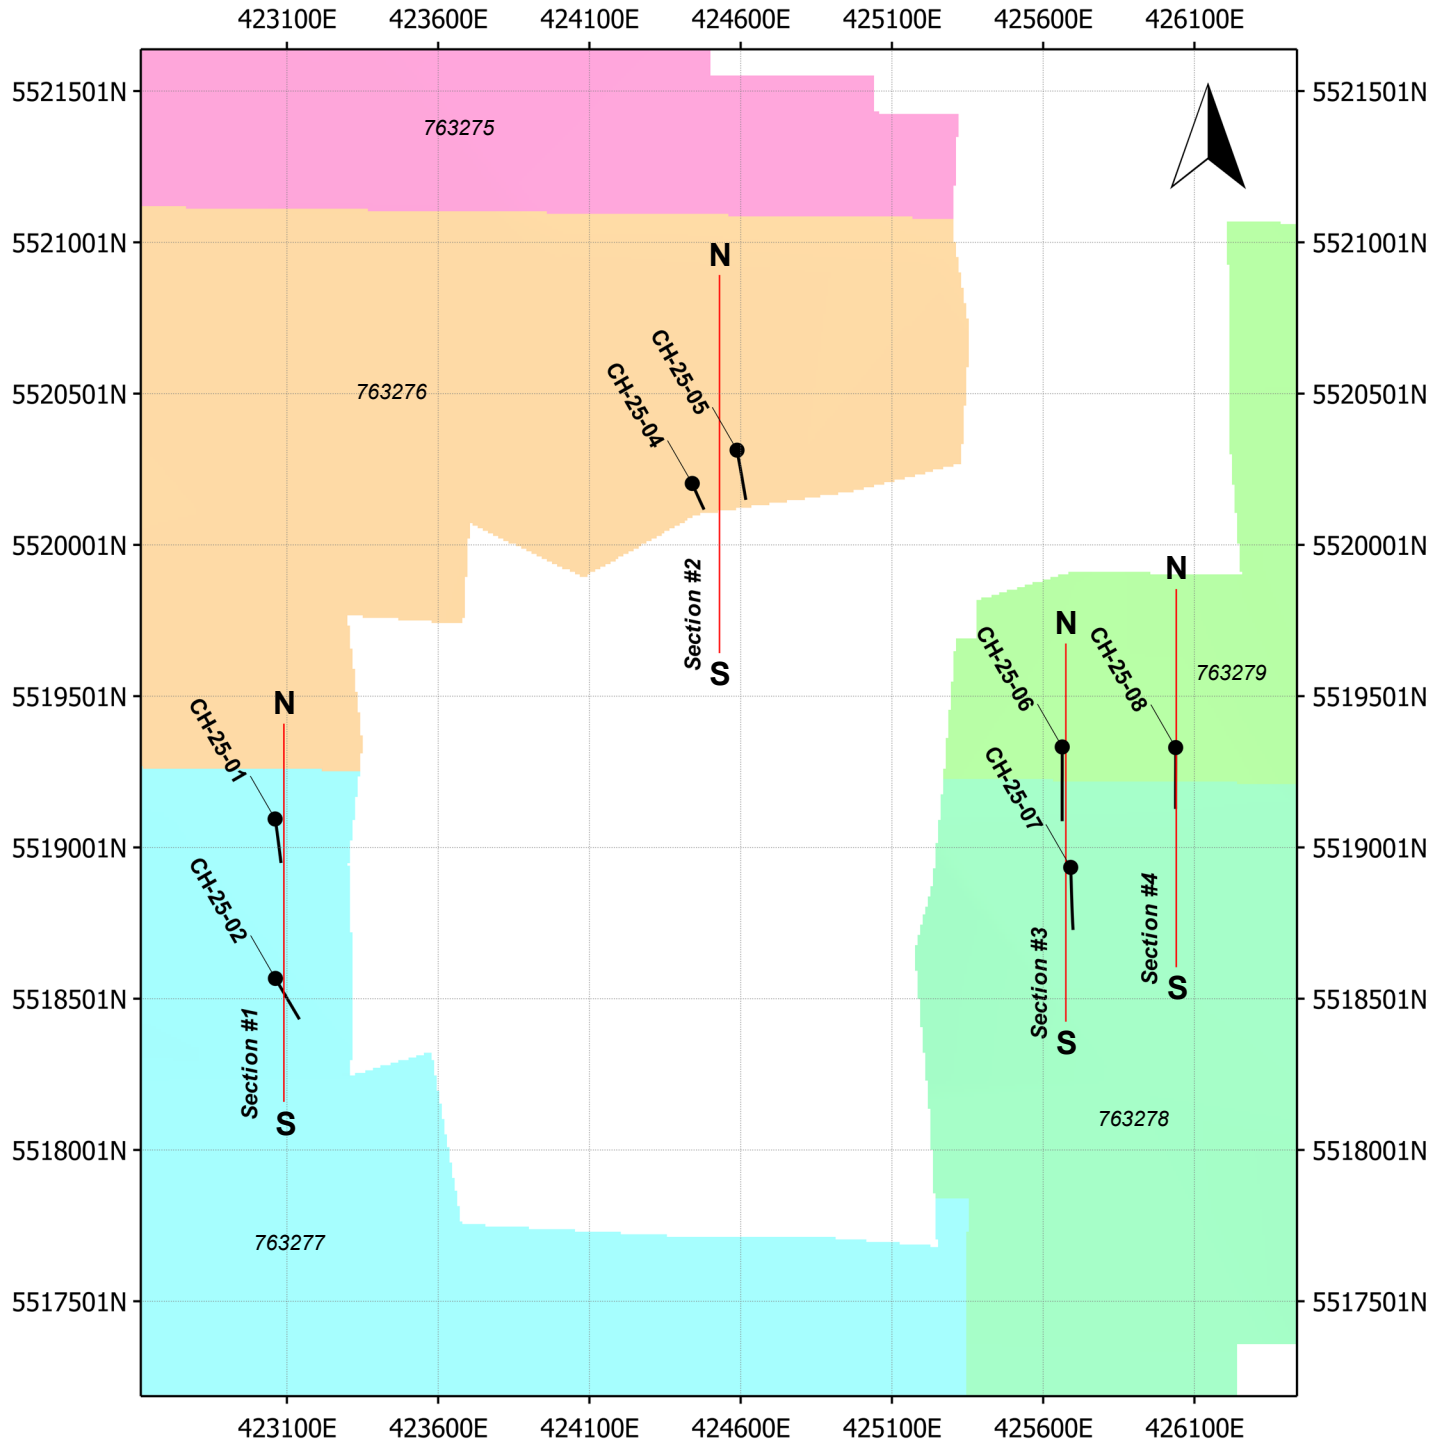 423100E 423600E 424100E 424600E 425100E 425600E 426100E
5521501N 5521501N
763275
5521001N 5521001N
N
CH-25-05
CH-25-04
763276
5520501N 5520501N
5520001N 5520001N
Section #2
S
N
N
CH-25-06
CH-25-08
763279
5519501N 5519501N
N
CH-25-01
CH-25-07
5519001N 5519001N
CH-25-02
Section #4
Section #3
S
5518501N 5518501N
Section #1
S
S
763278
5518001N 5518001N
763277
5517501N 5517501N
423100E 423600E 424100E 424600E 425100E 425600E 426100E